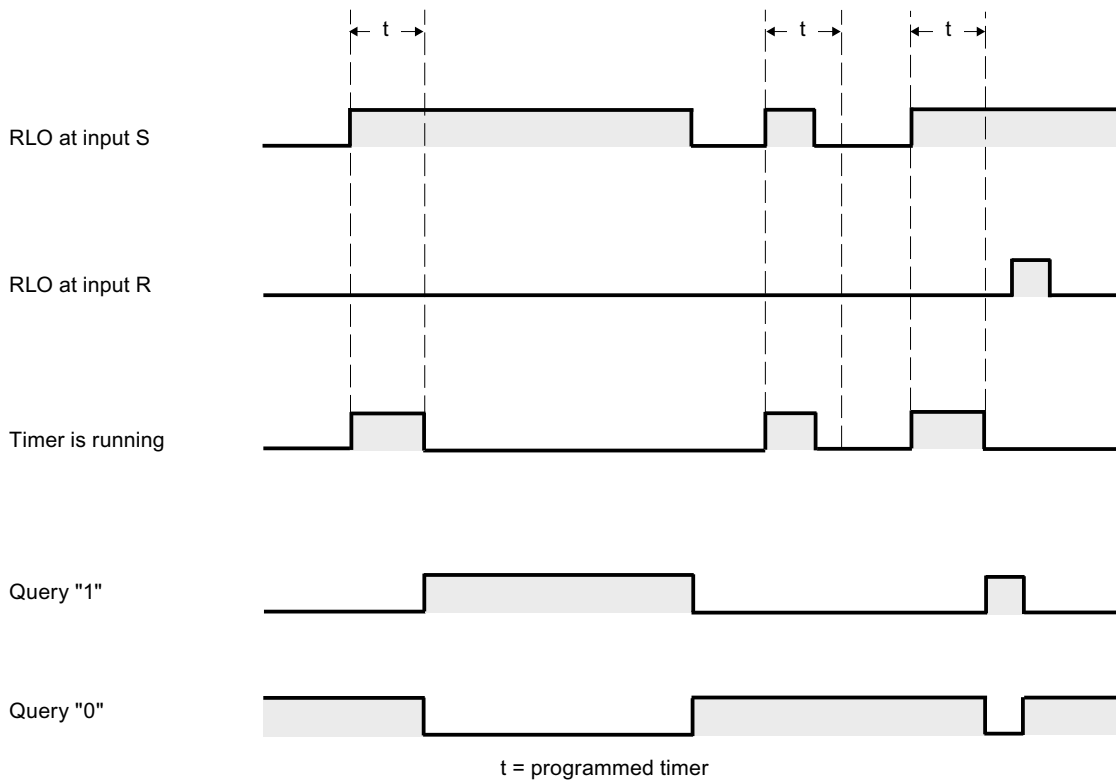 t t t
RLO at input S
RLO at input R
Timer is running
Query "1"
Query "0"
t = programmed timer